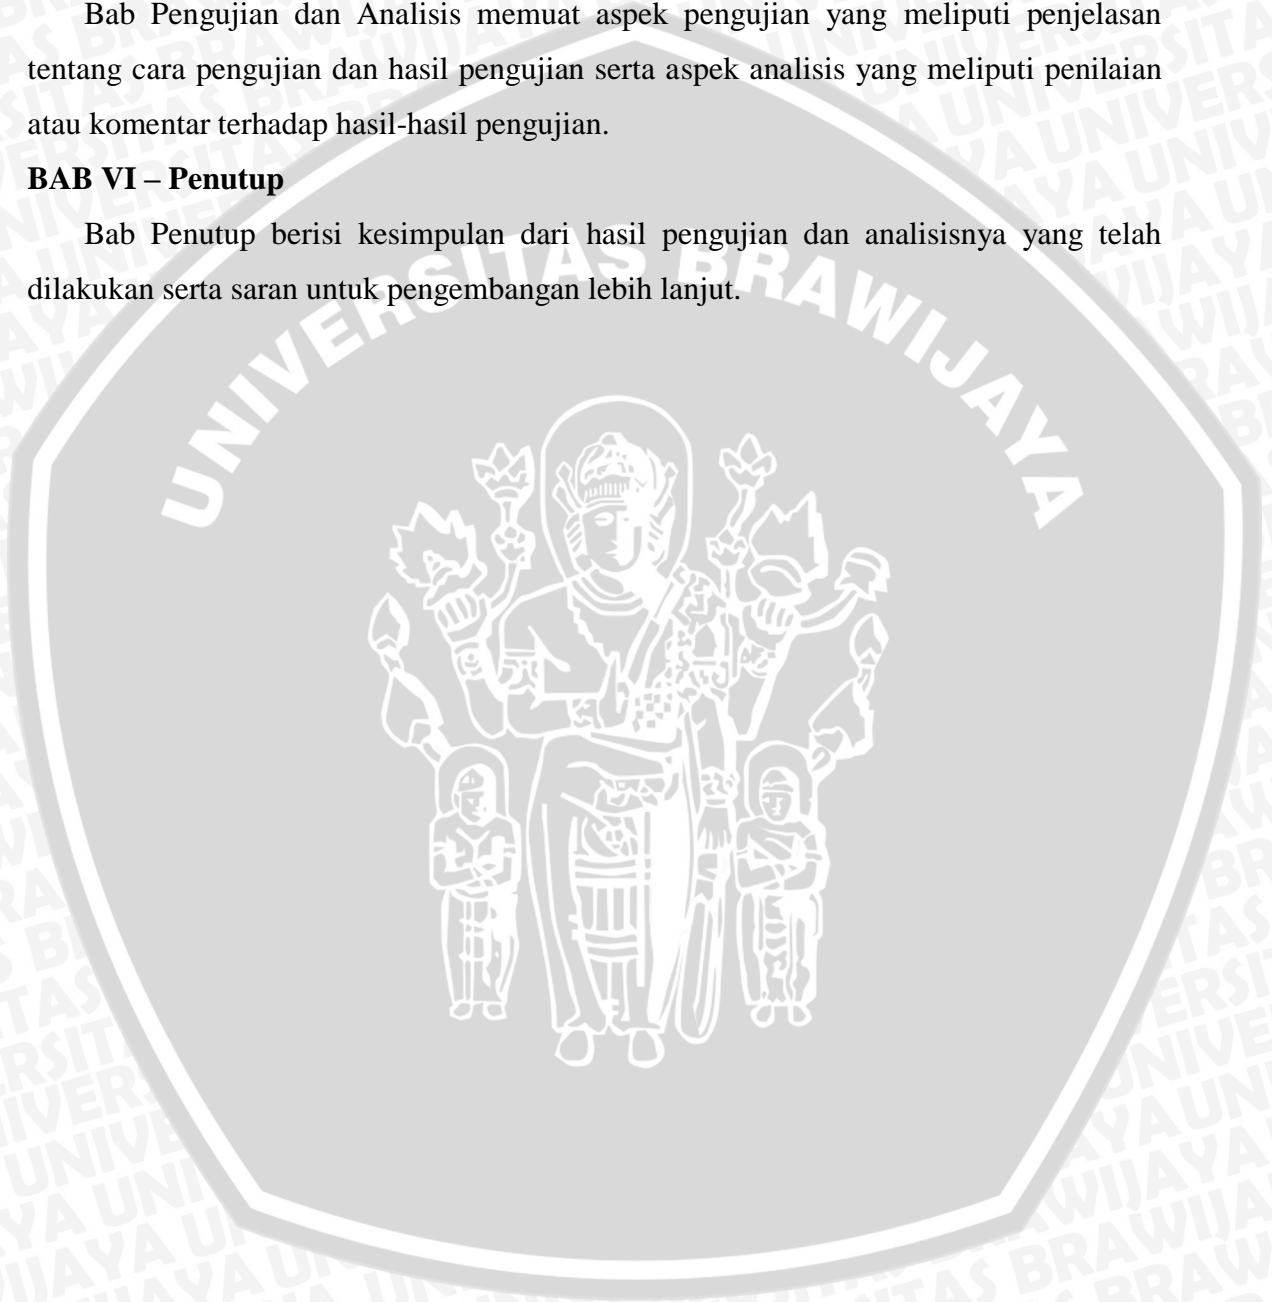 Bab Pengujian dan Analisis memuat aspek pengujian yang meliputi penjelasan
tentang cara pengujian dan hasil pengujian serta aspek analisis yang meliputi penilaian
atau komentar terhadap hasil-hasil pengujian.
BAB VI – Penutup
Bab Penutup berisi kesimpulan dari hasil pengujian dan analisisnya yang telah
dilakukan serta saran untuk pengembangan lebih lanjut.
UNIVERSITAS BRAWIJAYA